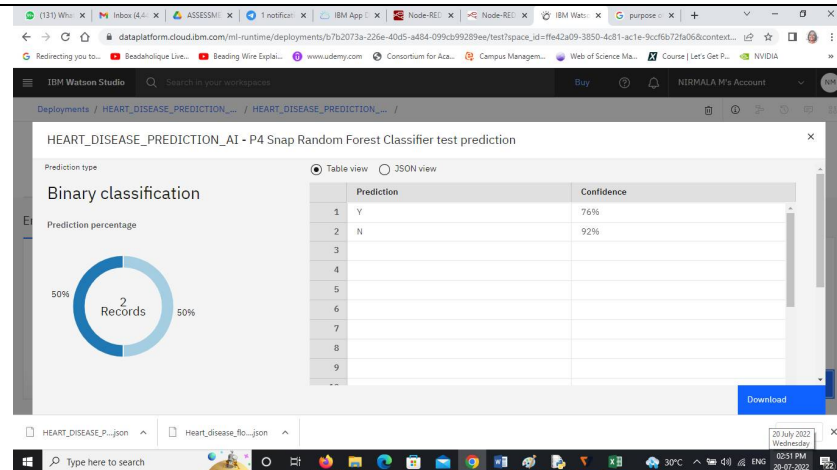 (131) Wha
Inbox (4,4
ASSESSME
1 notificat
IBM App D
Node-RED
Node-RED
IBM Wats
purpose o
dataplatform.cloud.ibm.com/ml-runtime/deployments/b7b2073a-226e-40d5-a484-099cb99289ee/test?space_id=ffe42a09-3850-4c81-ac1e-9ccf6b72fa06&context...
Redirecting you to... Beadaholique Live... Beading Wire Explai... www.udemy.com Consortium for Aca... Campus Managem... Web of Science Ma... Course | Let's Get P... NVIDIA »
IBM Watson Studio Search in your workspaces Buy NIRMALA M's Account NM
Deployments / HEART_DISEASE_PREDICTION_... / HEART_DISEASE_PREDICTION_... /
HEART_DISEASE_PREDICTION_AI - P4 Snap Random Forest Classifier test prediction
Prediction type
Binary classification
Prediction percentage
50%
2
Records
50%
Table view JSON view
Prediction Confidence
1 Y 76%
2 N 92%
3
4
5
6
7
8
9
Download
HEART_DISEASE_P....json Heart_disease_flo....json
20 July 2022
Wednesday
Type here to search 30°C ENG 02:51 PM
20-07-2022